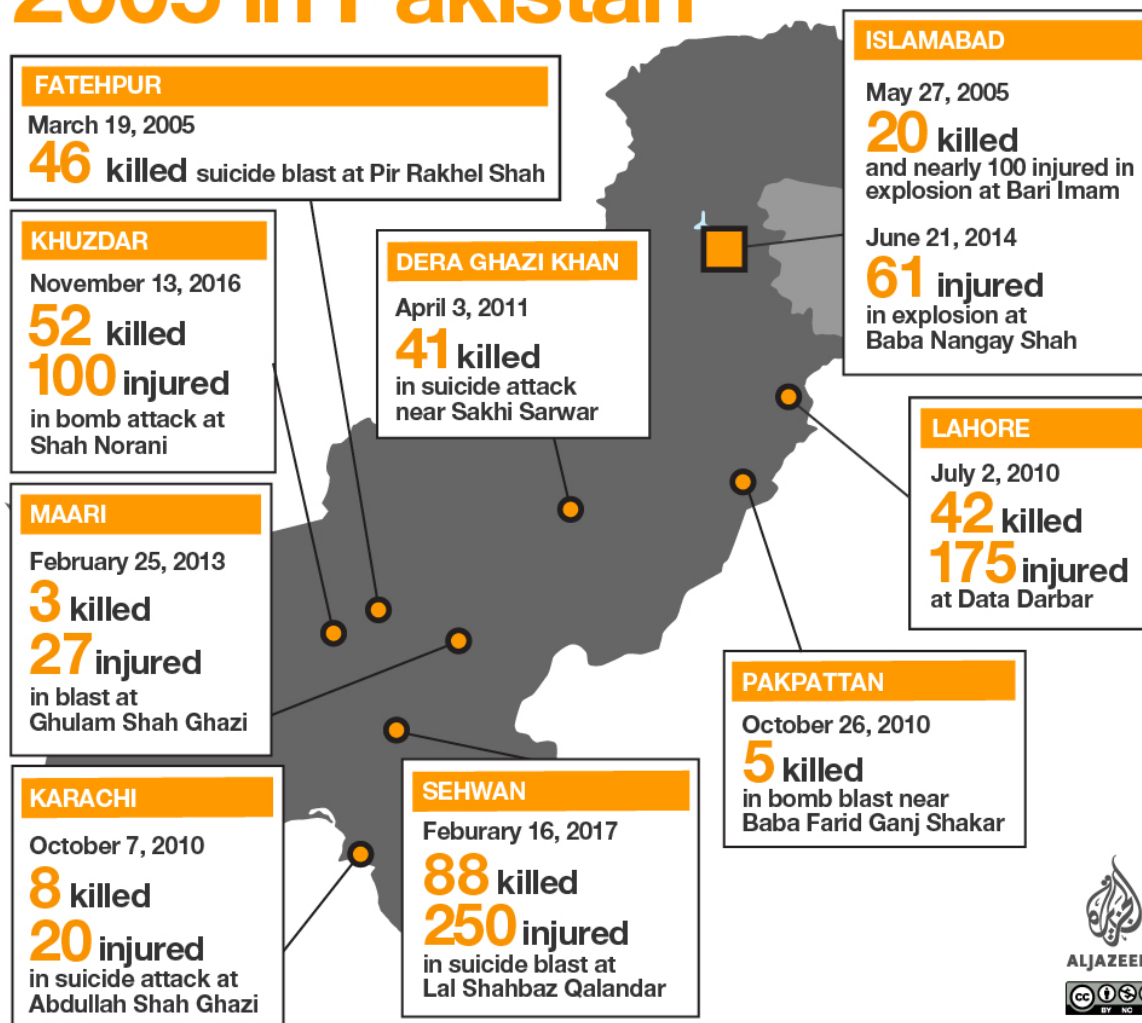 2005 in Pakistan
FATEHPUR
March 19, 2005
46 killed suicide blast at Pir Rakhel Shah
KHUZDAR
November 13, 2016
52 killed
100 injured
in bomb attack at
Shah Norani
MAARI
February 25, 2013
3 killed
27 injured
in blast at
Ghulam Shah Ghazi
KARACHI
October 7, 2010
8 killed
20 injured
in suicide attack at
Abdullah Shah Ghazi
DERA GHAZI KHAN
April 3, 2011
41 killed
in suicide attack
near Sakhi Sarwar
SEHWAN
Feburary 16, 2017
88 killed
250 injured
in suicide blast at
Lal Shahbaz Qalandar
ISLAMABAD
May 27, 2005
20 killed
and nearly 100 injured in
explosion at Bari Imam
June 21, 2014
61 injured
in explosion at
Baba Nangay Shah
LAHORE
July 2, 2010
42 killed
175 injured
at Data Darbar
PAKPATTAN
October 26, 2010
5 killed
in bomb blast near
Baba Farid Ganj Shakar
ALJAZEE
cc
BY NC